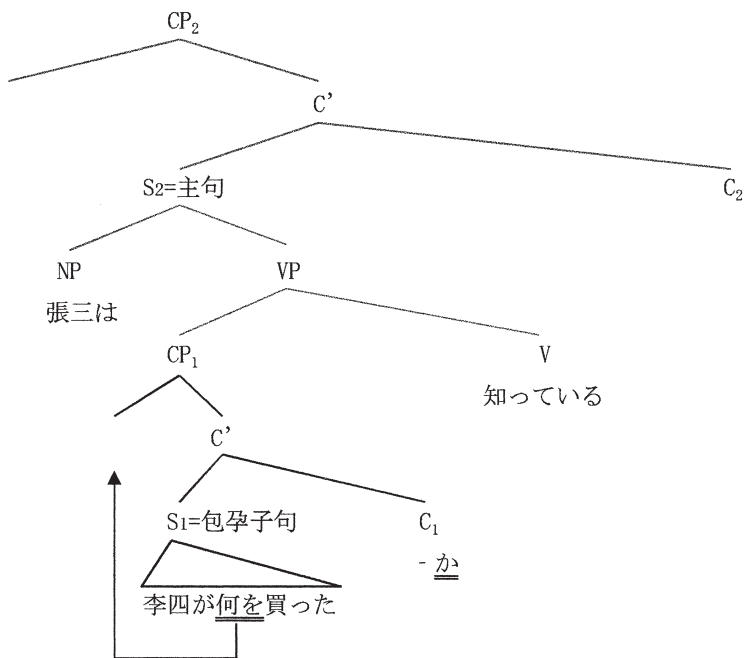 CP₂
C'
S₂=主句 C₂
NP VP
張三は
CP₁ V
知っている
C'
S₁=包孕子句 C₁
-か
李四が何を買った